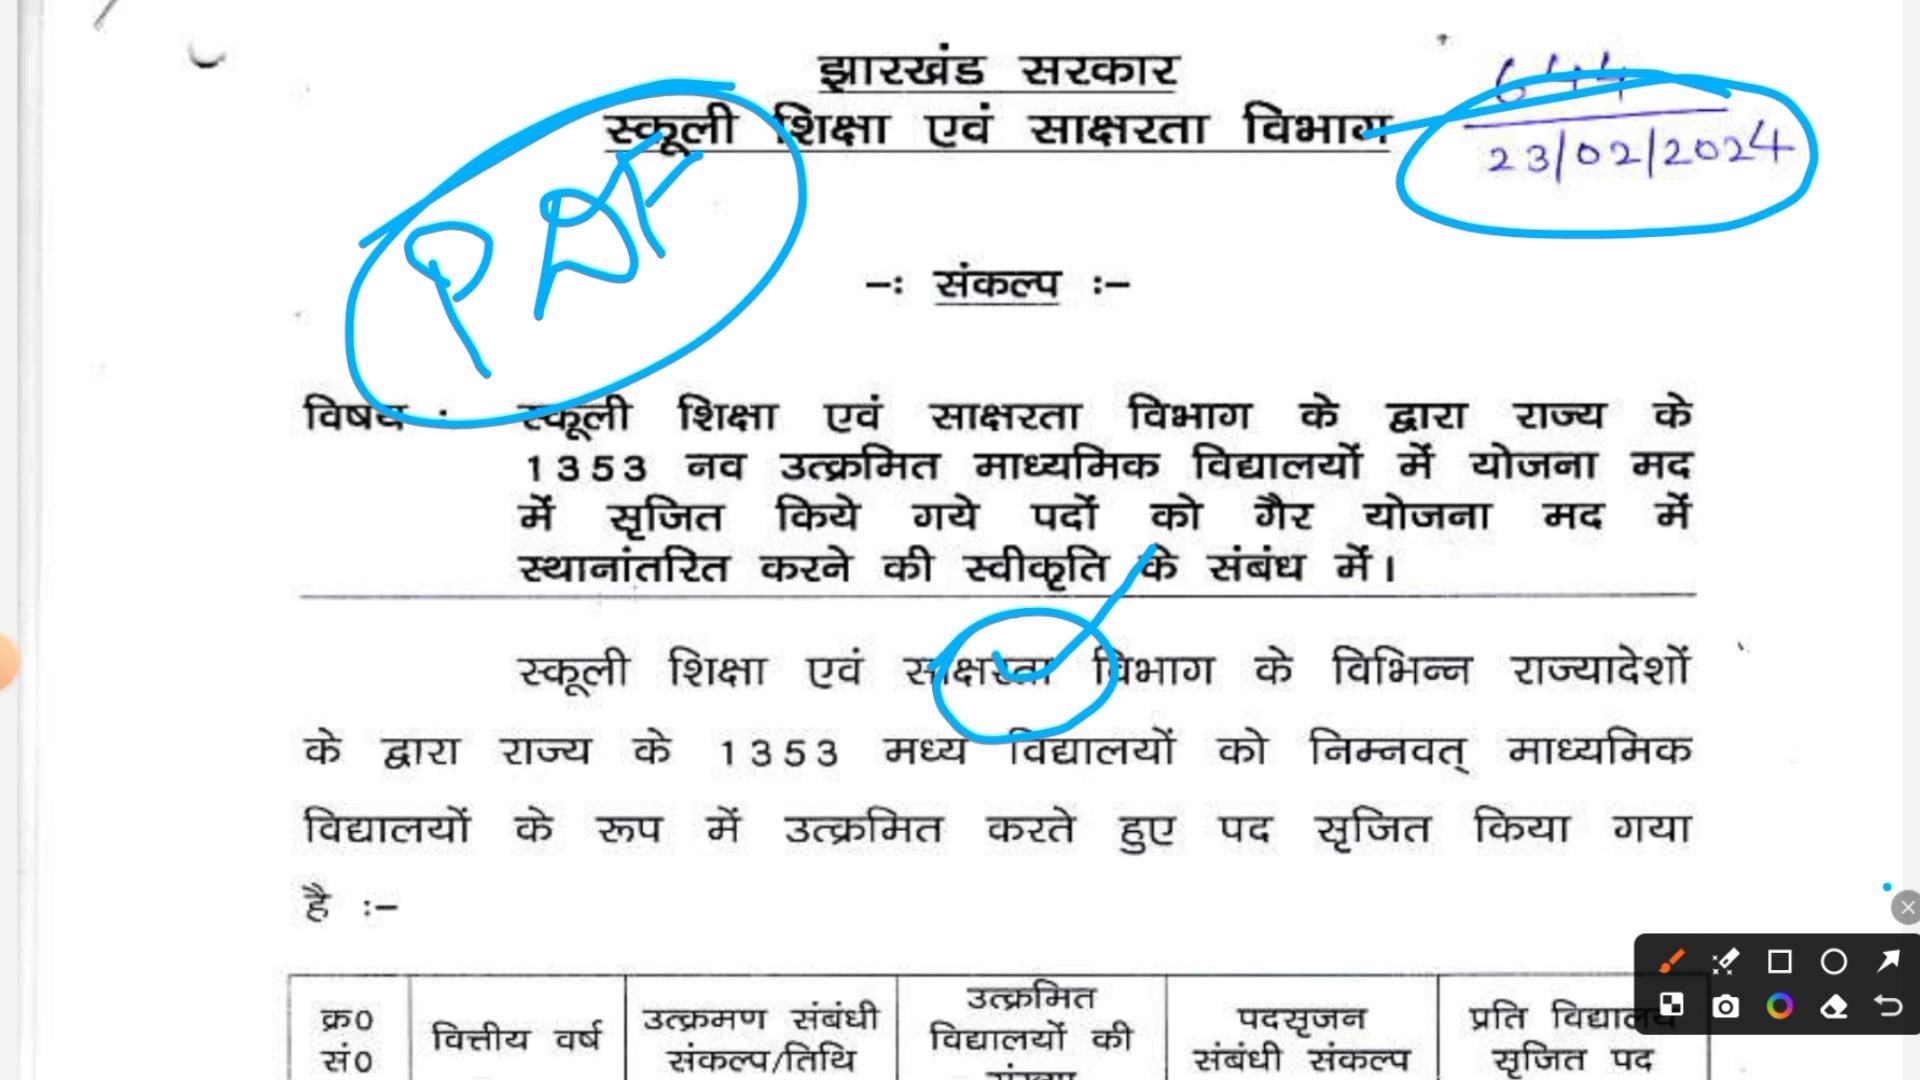 झारखंड सरकार
स्कूली शिक्षा एवं साक्षरता विभाग
644
23/02/2024
PDF
-: संकल्प :-
विषय : स्कूली शिक्षा एवं साक्षरता विभाग के द्वारा राज्य के
1353 नव उत्क्रमित माध्यमिक विद्यालयों में योजना मद
में सृजित किये गये पदों को गैर योजना मद में
स्थानांतरित करने की स्वीकृति के संबंध में।
स्कूली शिक्षा एवं साक्षरता विभाग के विभिन्न राज्यादेशों
के द्वारा राज्य के 1353 मध्य विद्यालयों को निम्नवत् माध्यमिक
विद्यालयों के रूप में उत्क्रमित करते हुए पद सृजित किया गया
है :-
क्र0 सं0
वित्तीय वर्ष
उत्क्रमण संबंधी
संकल्प/तिथि
उत्क्रमित
विद्यालयों की
संख्या
पदसृजन
संबंधी संकल्प
प्रति विद्यालय
सृजित पद